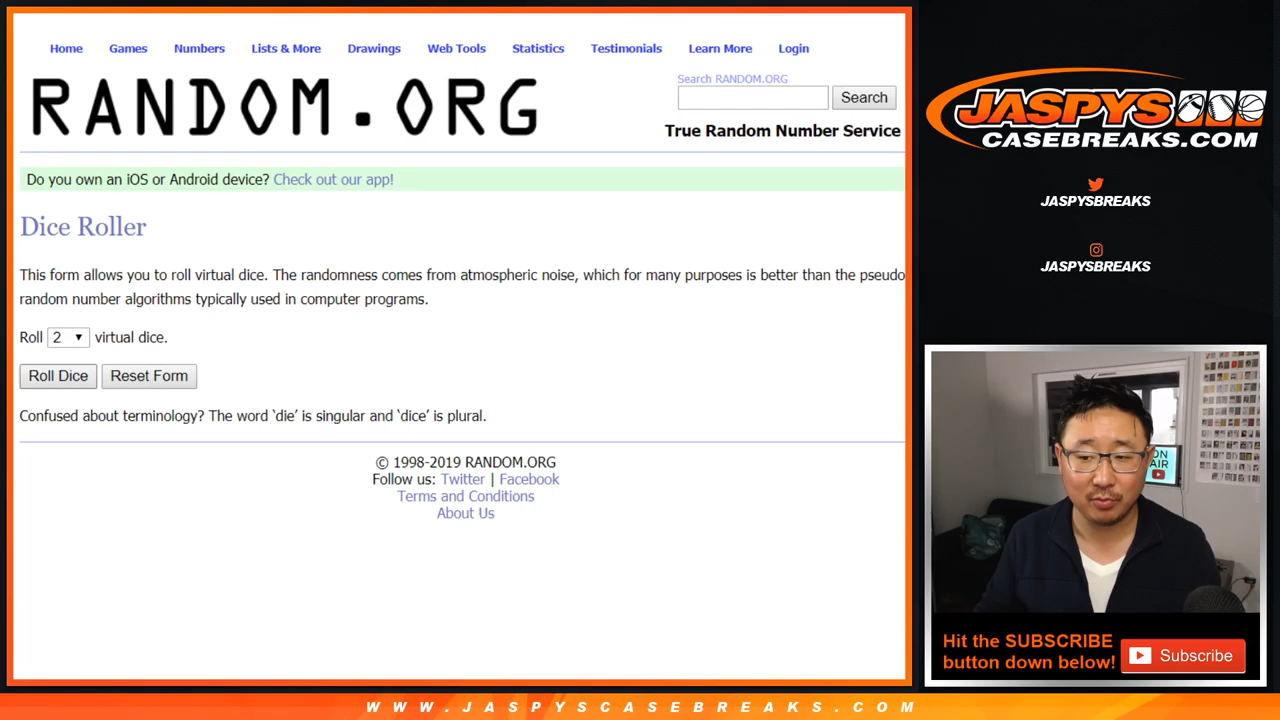 Home Games Numbers Lists & More Drawings Web Tools Statistics Testimonials Learn More Login
RANDOM.ORG
Search RANDOM.ORG
Search
True Random Number Service
Do you own an iOS or Android device? Check out our app!
Dice Roller
This form allows you to roll virtual dice. The randomness comes from atmospheric noise, which for many purposes is better than the pseudo
random number algorithms typically used in computer programs.
Roll 2 virtual dice.
Roll Dice Reset Form
Confused about terminology? The word ‘die’ is singular and ‘dice’ is plural.
© 1998-2019 RANDOM.ORG
Follow us: Twitter | Facebook
Terms and Conditions
About Us
JASPYS
CASEBREAKS.COM
JASPYSBREAKS
JASPYSBREAKS
ON
AIR
Hit the SUBSCRIBE
button down below!
Subscribe
WWW.JASPYSCASEBREAKS.COM